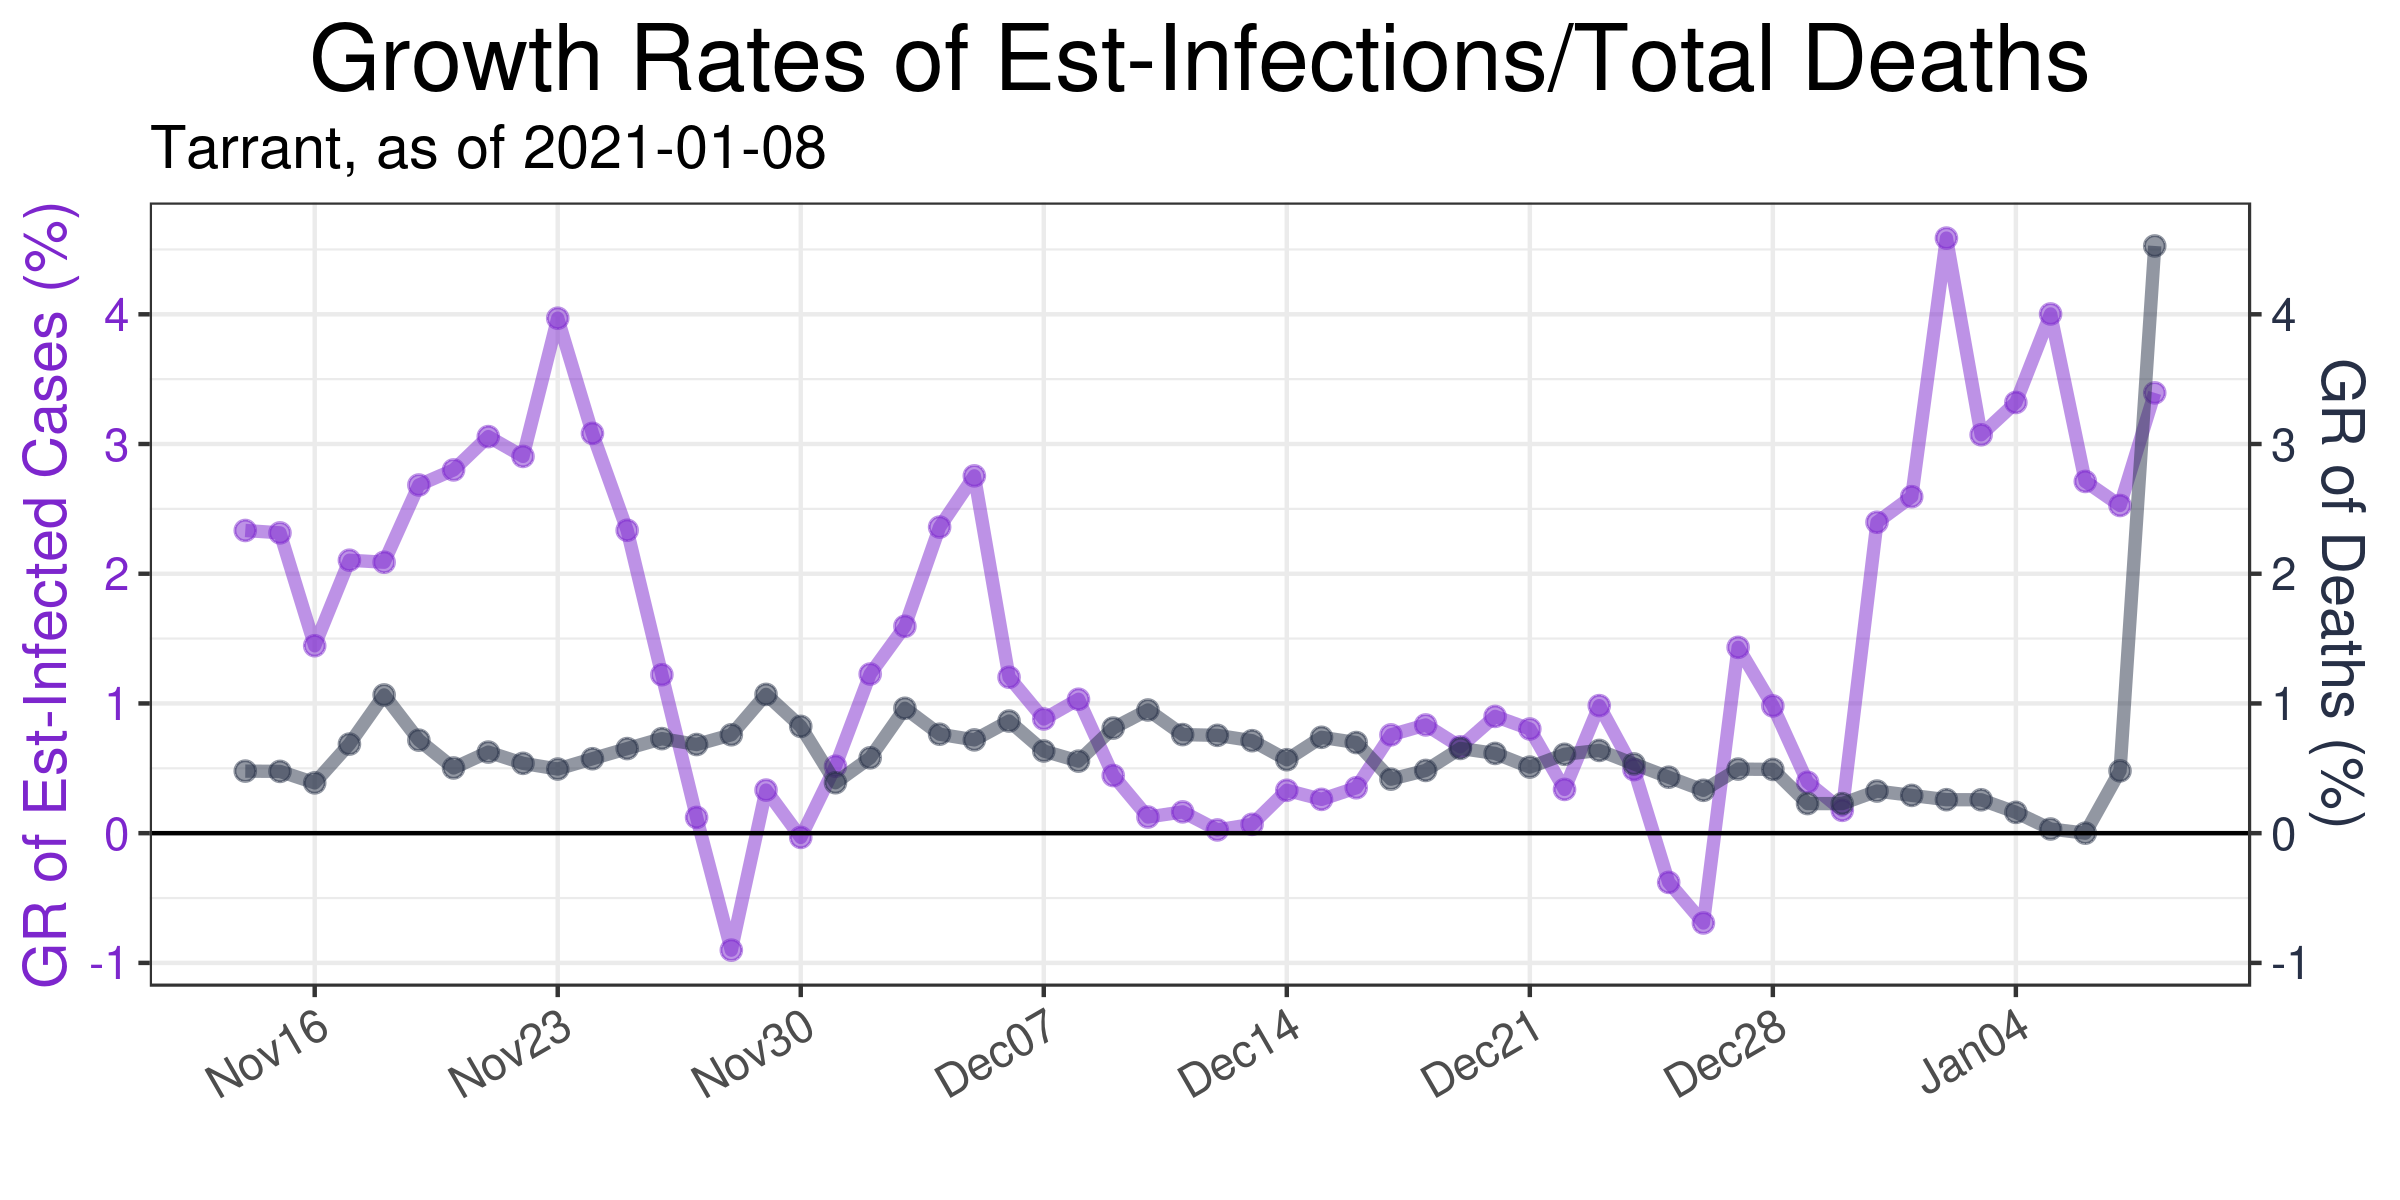 Growth Rates of Est-Infections/Total Deaths
Tarrant, as of 2021-01-08
GR of Est-Infected Cases (%)
4
3
2
1
0
-1
4
3
2
1
0
-1
GR of Deaths (%)
Nov16 Nov23 Nov30 Dec07 Dec14 Dec21 Dec28 Jan04